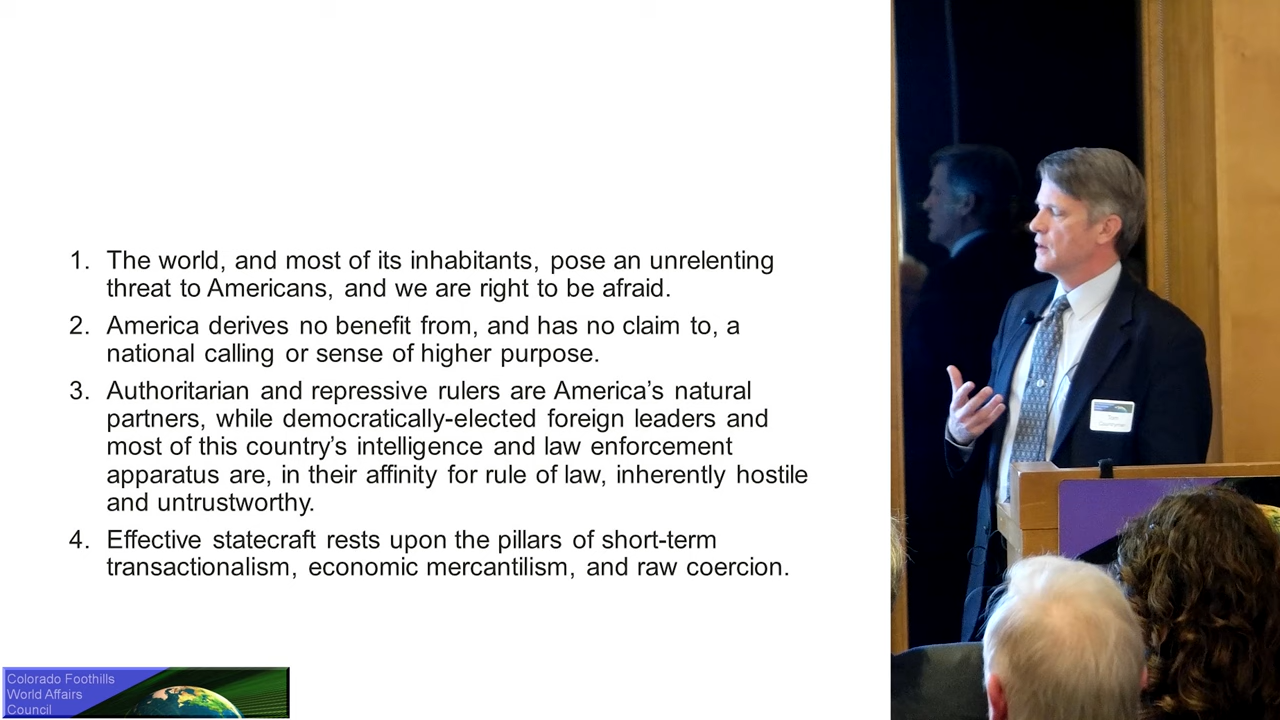 1. The world, and most of its inhabitants, pose an unrelenting
threat to Americans, and we are right to be afraid.
2. America derives no benefit from, and has no claim to, a
national calling or sense of higher purpose.
3. Authoritarian and repressive rulers are America's natural
partners, while democratically-elected foreign leaders and
most of this country's intelligence and law enforcement
apparatus are, in their affinity for rule of law, inherently hostile
and untrustworthy.
4. Effective statecraft rests upon the pillars of short-term
transactionalism, economic mercantilism, and raw coercion.
Colorado Foothills
World Affairs
Council